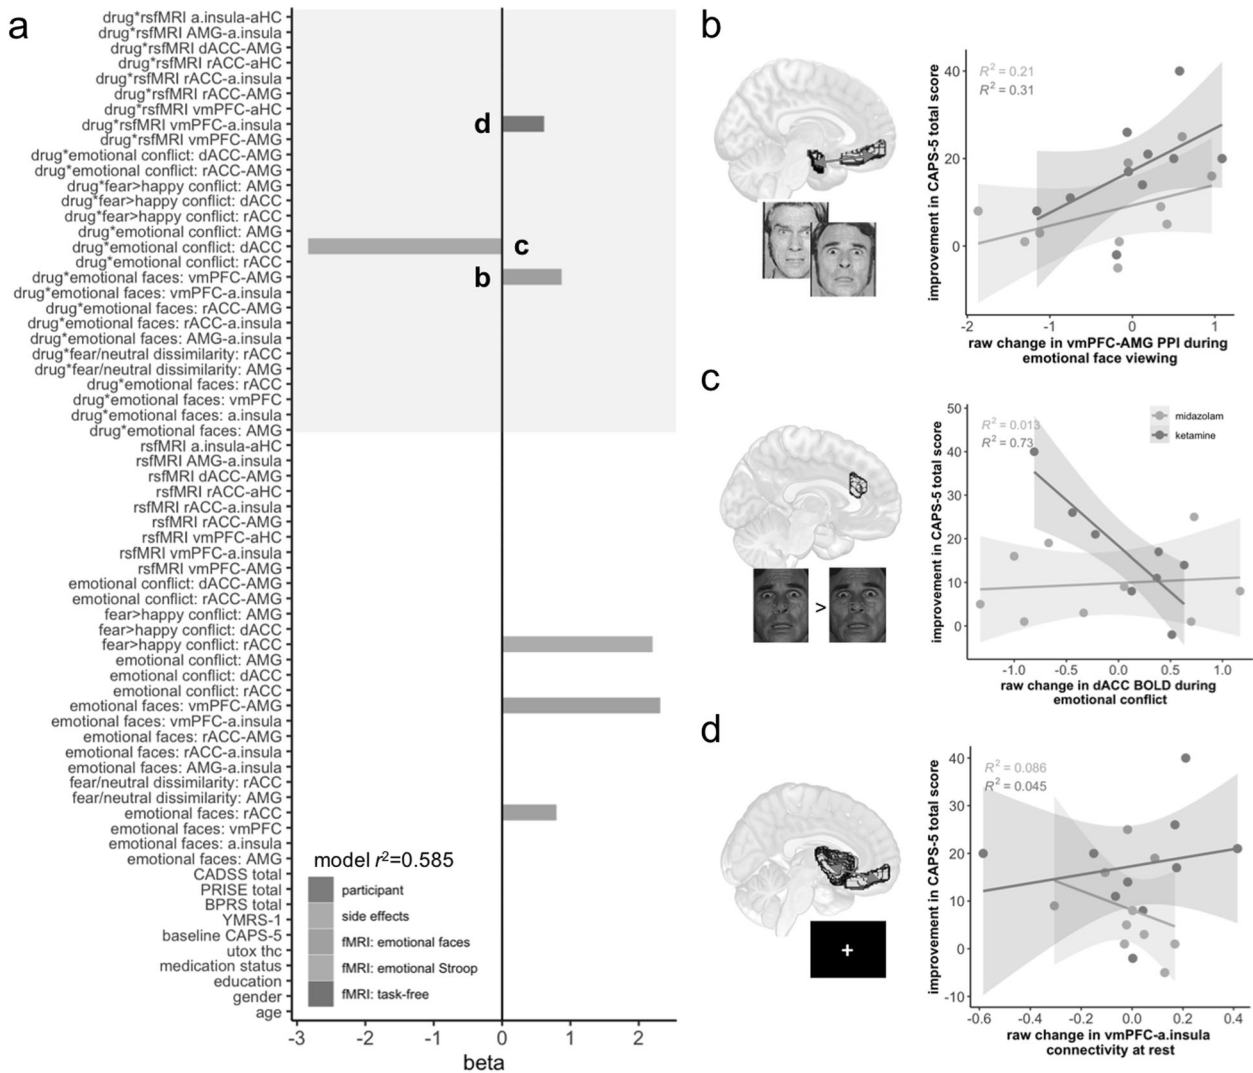 a
drug*rsfMRI a.insula-aHC
drug*rsfMRI AMG-a.insula
drug*rsfMRI dACC-AMG
drug*rsfMRI rACC-aHC
drug*rsfMRI rACC-a.insula
drug*rsfMRI rACC-AMG
drug*rsfMRI vmPFC-aHC
drug*rsfMRI vmPFC-a.insula
drug*rsfMRI vmPFC-AMG
drug*emotional conflict: dACC-AMG
drug*emotional conflict: rACC-AMG
drug*fear>happy conflict: AMG
drug*fear>happy conflict: dACC
drug*fear>happy conflict: rACC
drug*emotional conflict: AMG
drug*emotional conflict: dACC
drug*emotional conflict: rACC
drug*emotional faces: vmPFC-AMG
drug*emotional faces: vmPFC-a.insula
drug*emotional faces: rACC-AMG
drug*emotional faces: rACC-a.insula
drug*emotional faces: AMG-a.insula
drug*fear/neutral dissimilarity: rACC
drug*fear/neutral dissimilarity: AMG
drug*emotional faces: rACC
drug*emotional faces: vmPFC
drug*emotional faces: a.insula
drug*emotional faces: AMG
rsfMRI a.insula-aHC
rsfMRI AMG-a.insula
rsfMRI dACC-AMG
rsfMRI rACC-aHC
rsfMRI rACC-a.insula
rsfMRI rACC-AMG
rsfMRI vmPFC-aHC
rsfMRI vmPFC-a.insula
rsfMRI vmPFC-AMG
emotional conflict: dACC-AMG
emotional conflict: rACC-AMG
fear>happy conflict: AMG
fear>happy conflict: dACC
fear>happy conflict: rACC
emotional conflict: AMG
emotional conflict: dACC
emotional conflict: rACC
emotional faces: vmPFC-AMG
emotional faces: vmPFC-a.insula
emotional faces: rACC-AMG
emotional faces: rACC-a.insula
emotional faces: AMG-a.insula
fear/neutral dissimilarity: rACC
fear/neutral dissimilarity: AMG
emotional faces: rACC
emotional faces: vmPFC
emotional faces: a.insula
emotional faces: AMG
CADSS total
PRISE total
BPRS total
YMRS-1
baseline CAPS-5
utox thc
medication status
education
gender
age
d
c
b
model r²=0.585
participant
side effects
fMRI: emotional faces
fMRI: emotional Stroop
fMRI: task-free
-3 -2 -1 0 1 2
beta
b
R² = 0.21
R² = 0.31
improvement in CAPS-5 total score
40
20
0
-2 -1 0 1
raw change in vmPFC-AMG PPI during
emotional face viewing
c
>
R² = 0.013
R² = 0.73
midazolam
ketamine
improvement in CAPS-5 total score
50
40
30
20
10
0
-1.0 -0.5 0.0 0.5 1.0
raw change in dACC BOLD during
emotional conflict
d
+
R² = 0.086
R² = 0.045
improvement in CAPS-5 total score
40
30
20
10
0
-10
-0.6 -0.4 -0.2 0.0 0.2 0.4
raw change in vmPFC-a.insula
connectivity at rest